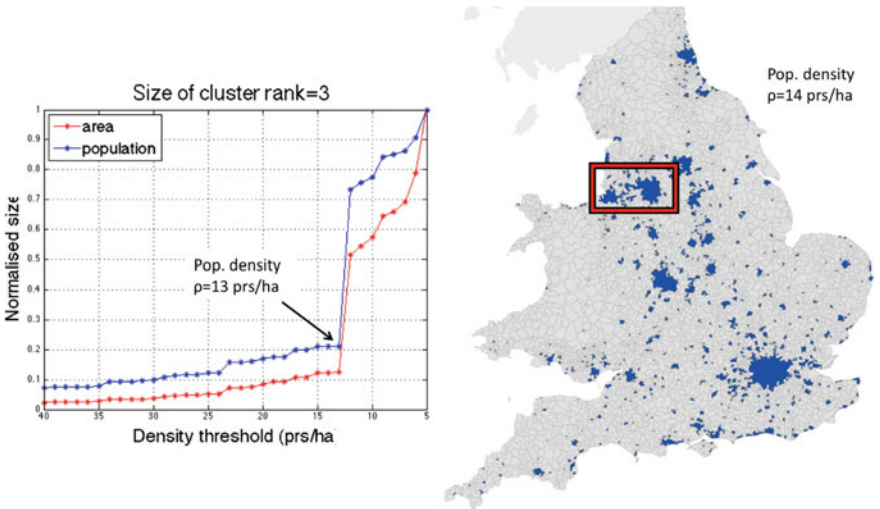 Size of cluster rank=3
1
0.9
0.8
0.7
0.6
0.5
0.4
0.3
0.2
0.1
0
area
population
Normalised size
Pop. density
ρ=13 prs/ha
40 35 30 25 20 15 10 5
Density threshold (prs/ha)
Pop. density
ρ=14 prs/ha